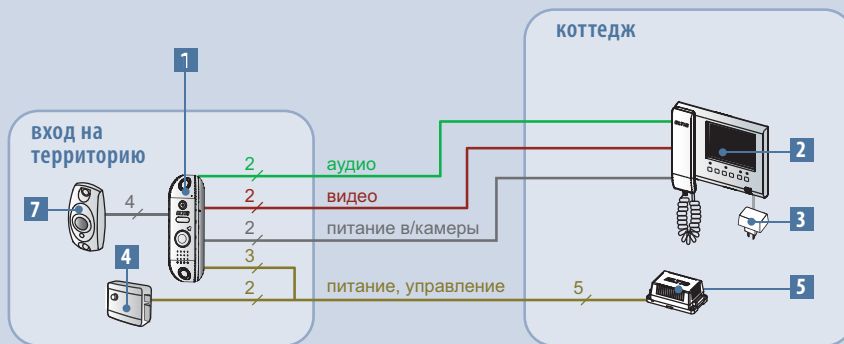 коттедж
1
вход на
территорию
2 аудио
2
2 видео
4
7
2 питание в/камеры
3
4
3
2 питание, управление 5
5